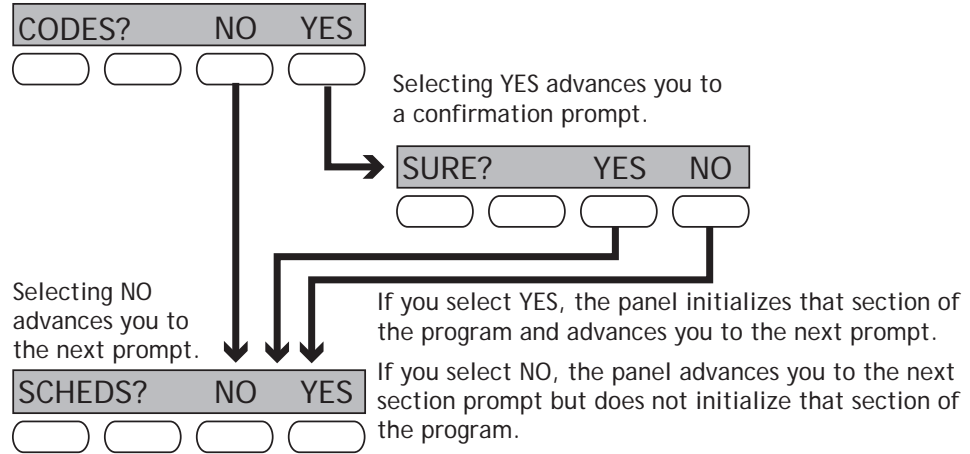 CODES? NO YES
Selecting YES advances you to
a confirmation prompt.
SURE? YES NO
Selecting NO
advances you to
the next prompt.
If you select YES, the panel initializes that section of
the program and advances you to the next prompt.
If you select NO, the panel advances you to the next
section prompt but does not initialize that section of
the program.
SCHEDS? NO YES